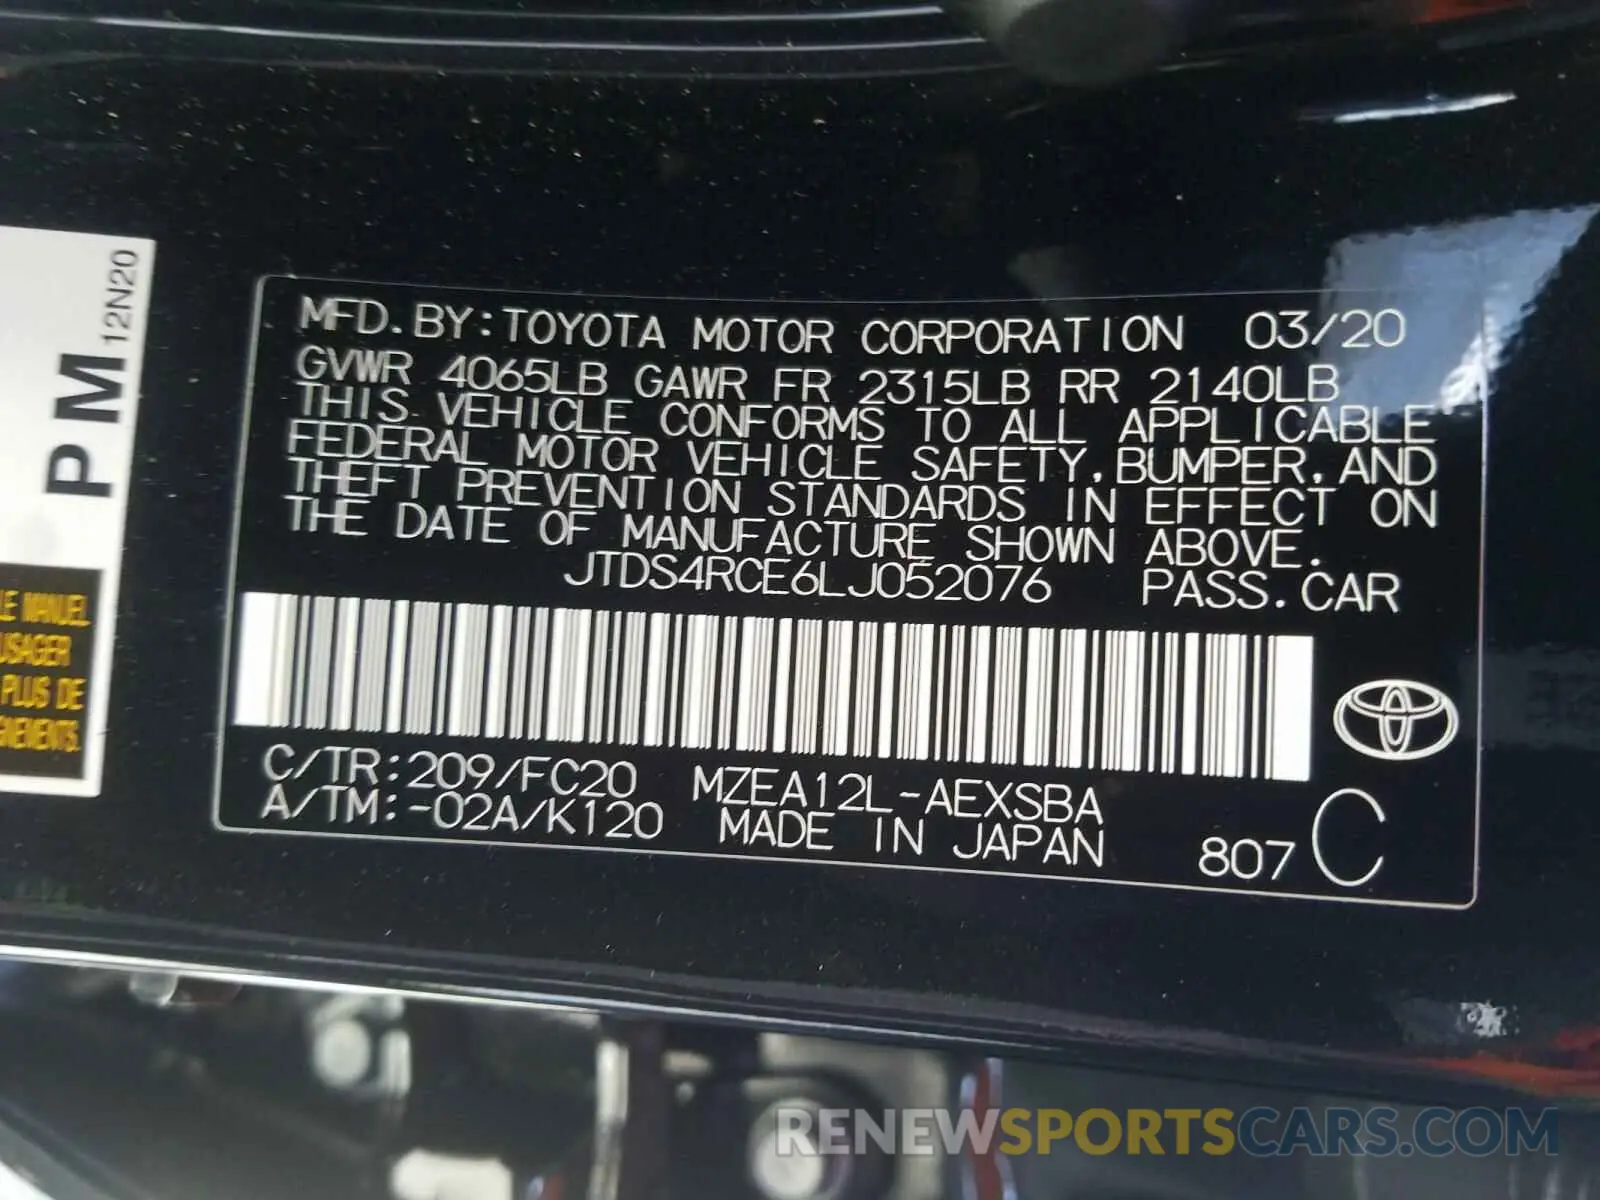 MFD. BY: TOYOTA MOTOR CORPORATION 03/20
GVWR 4065LB GAWR FR 2315LB RR 2140LB
THIS VEHICLE CONFORMS TO ALL APPLICABLE
FEDERAL MOTOR VEHICLE SAFETY, BUMPER, AND
THEFT PREVENTION STANDARDS IN EFFECT ON
THE DATE OF MANUFACTURE SHOWN ABOVE.
JTDS4RCE6LJ052076 PASS. CAR
C/TR: 209/FC20 MZEA12L-AEXSBA
A/TM: -02A/K120 MADE IN JAPAN 807 C
PM 12N20
LE MANUEL
USAGER
PLUS DE
RENEWSPORTSCARS.COM